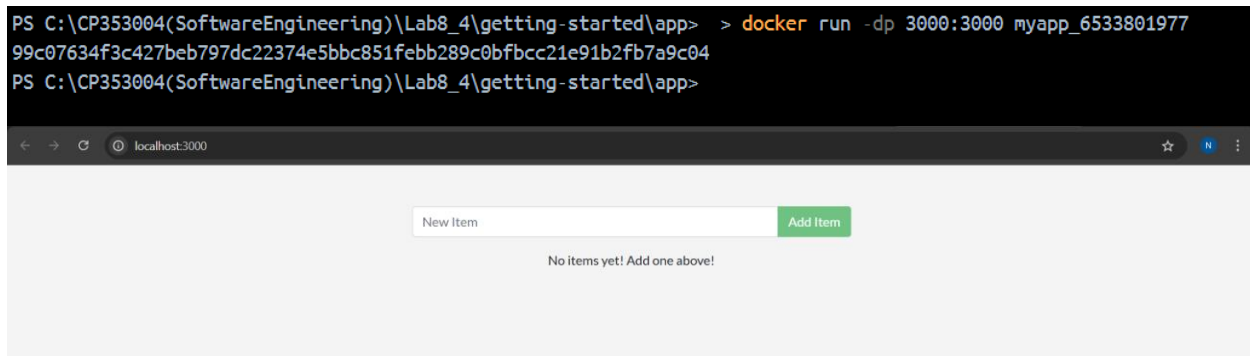 PS C:\CP353004(SoftwareEngineering)\Lab8_4\getting-started\app>  > docker run -dp 3000:3000 myapp_6533801977
99c07634f3c427beb797dc22374e5bbc851febb289c0bfbcc21e91b2fb7a9c04
PS C:\CP353004(SoftwareEngineering)\Lab8_4\getting-started\app>
localhost:3000 N
New Item Add Item
No items yet! Add one above!